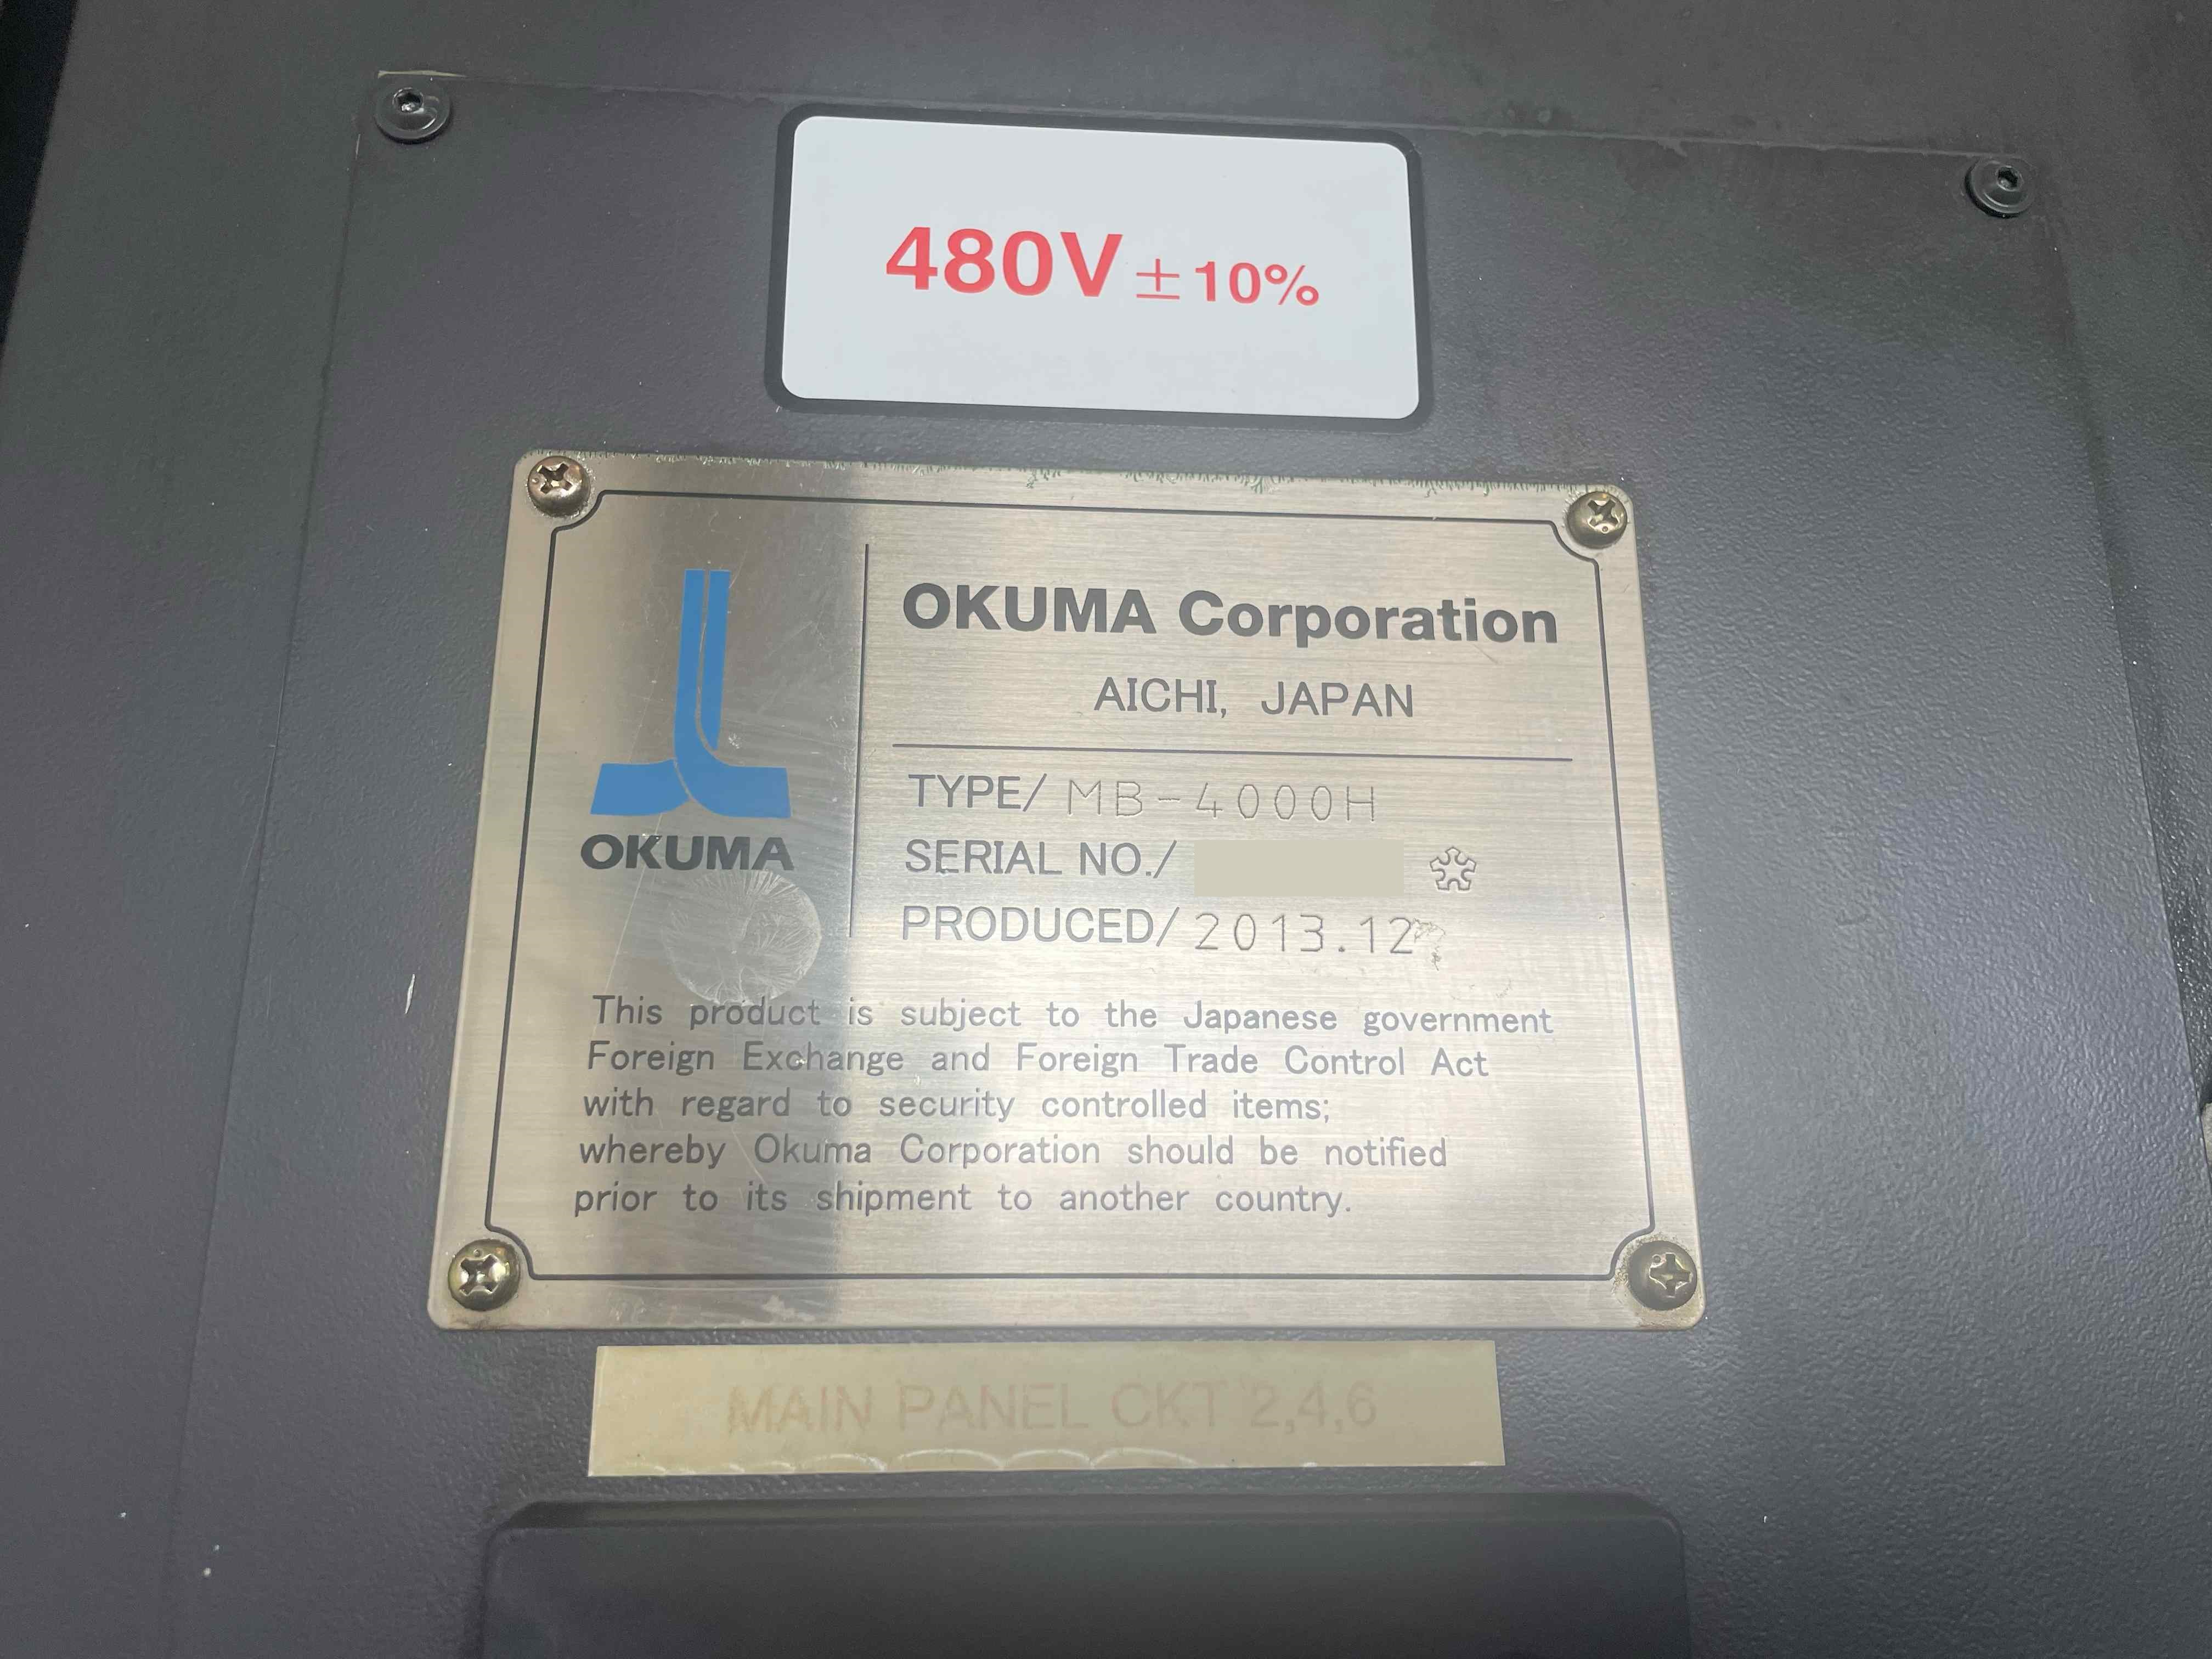 480V ± 10%
OKUMA Corporation
AICHI, JAPAN
TYPE/ MB-4000H
SERIAL NO./
PRODUCED/ 2013.12
OKUMA
This product is subject to the Japanese government
Foreign Exchange and Foreign Trade Control Act
with regard to security controlled items;
whereby Okuma Corporation should be notified
prior to its shipment to another country.
MAIN PANEL CKT 2,4,6